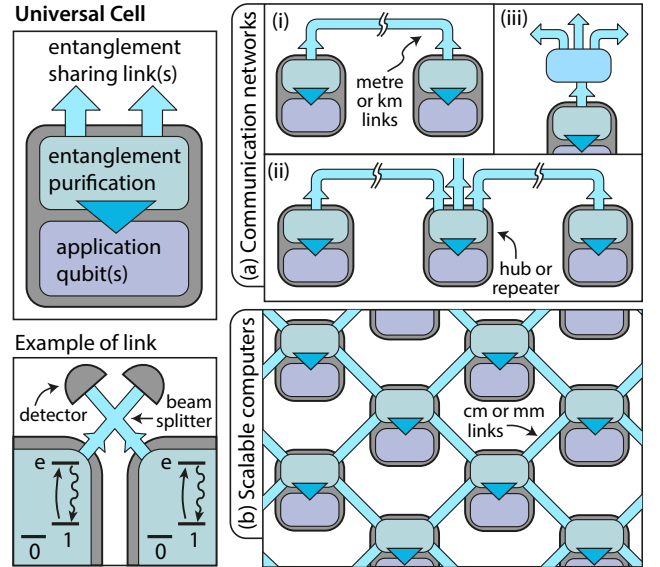 Universal Cell
entanglement
sharing link(s)
entanglement
purification
application
qubit(s)
Example of link
detector
beam
splitter
e
0
1
e
0
1
(a) Communication networks
(i)
metre
or km
links
(iii)
(ii)
hub or
repeater
(b) Scalable computers
cm or mm
links